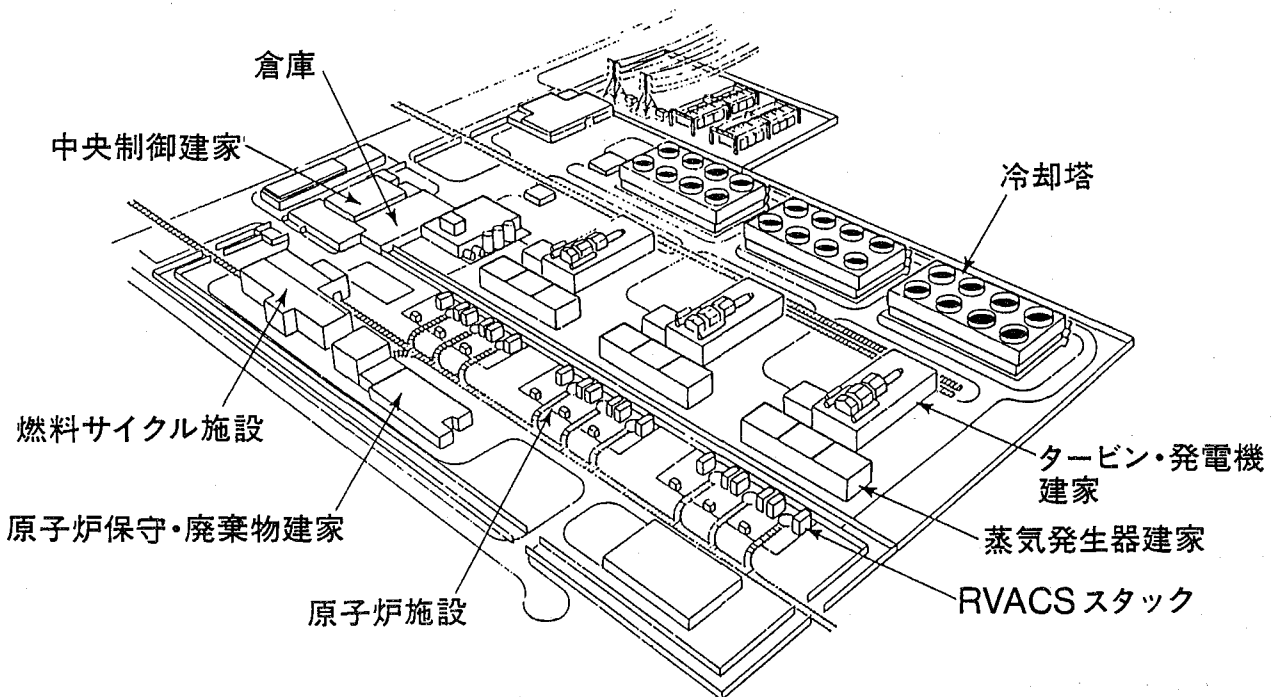 倉庫
中央制御建家
冷却塔
燃料サイクル施設
タービン・発電機
建家
原子炉保守・廃棄物建家
蒸気発生器建家
原子炉施設
RVACSスタック